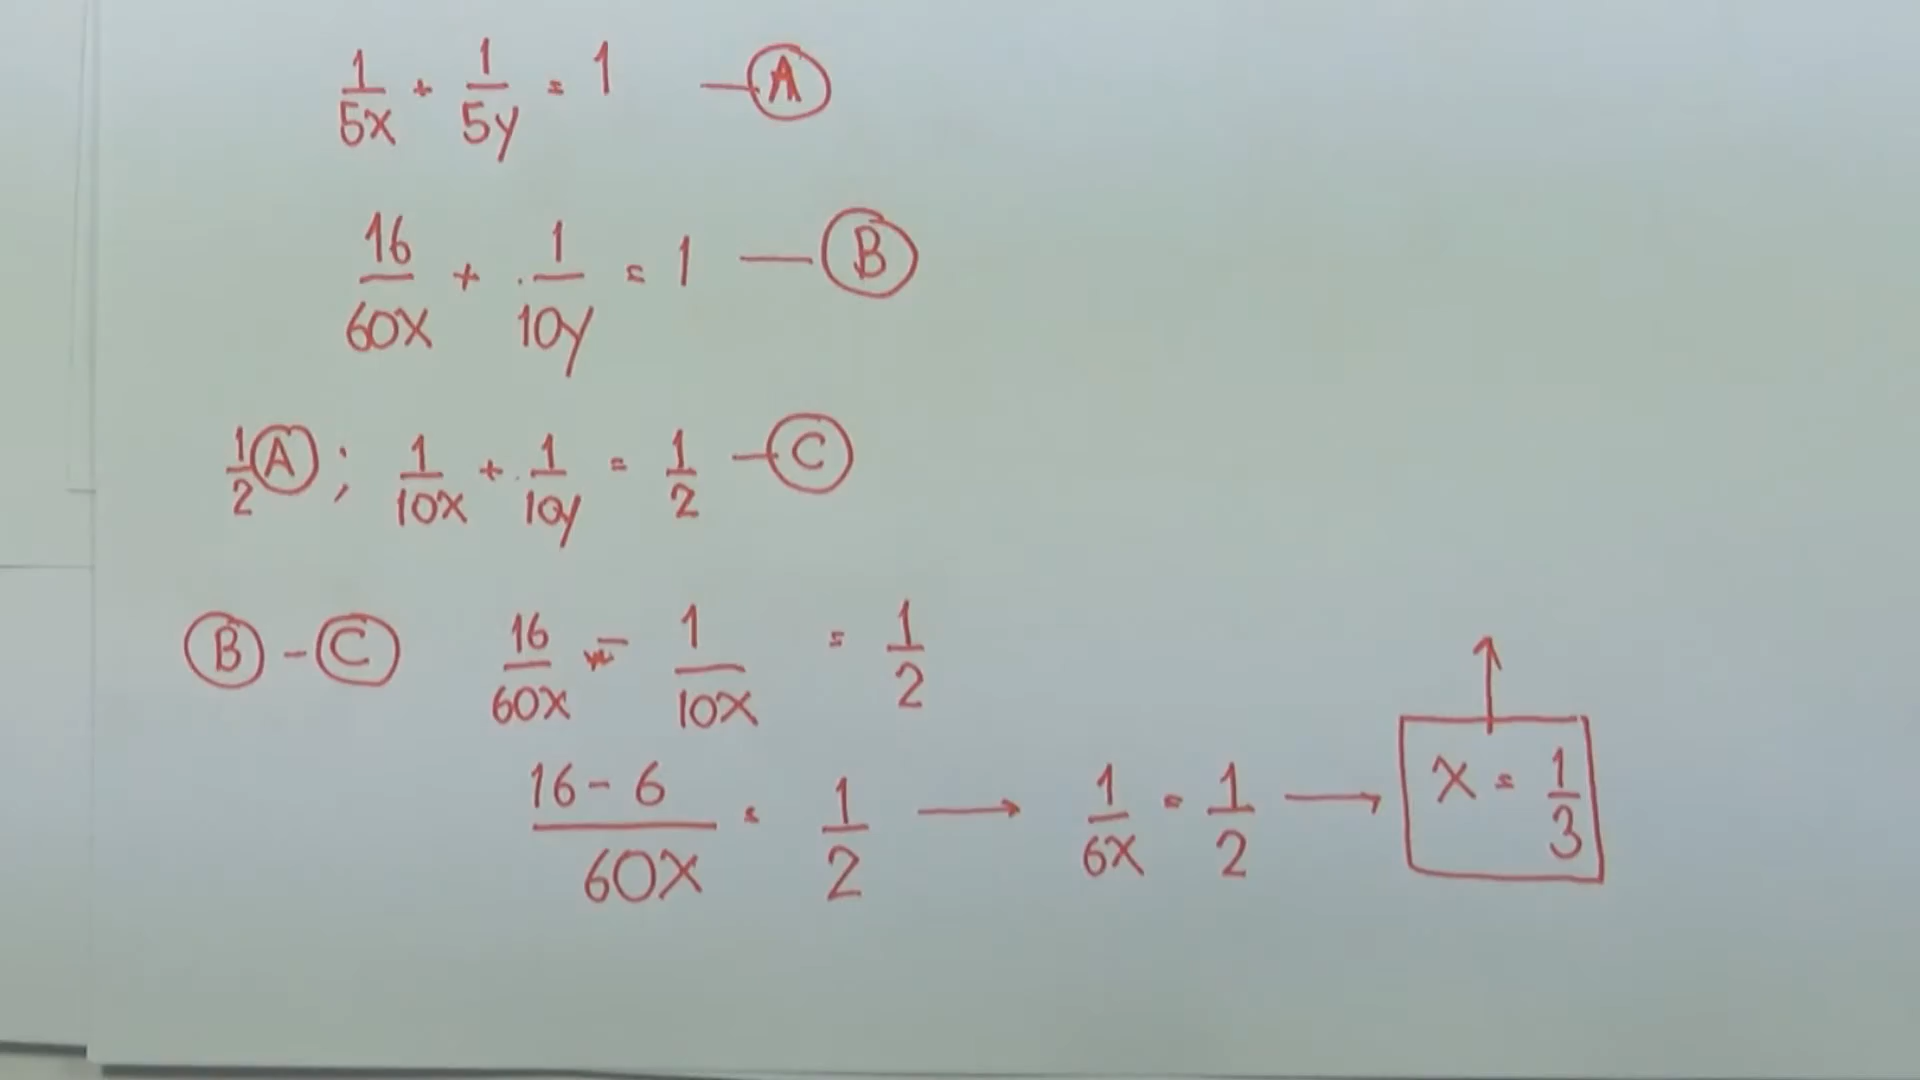 1/5x + 1/5y = 1 — A
16/60x + 1/10y = 1 — B
1/2 A ; 1/10x + 1/10y = 1/2 — C
B - C 16/60x - 1/10x = 1/2
16 - 6/60x = 1/2 → 1/6x = 1/2 → x = 1/3